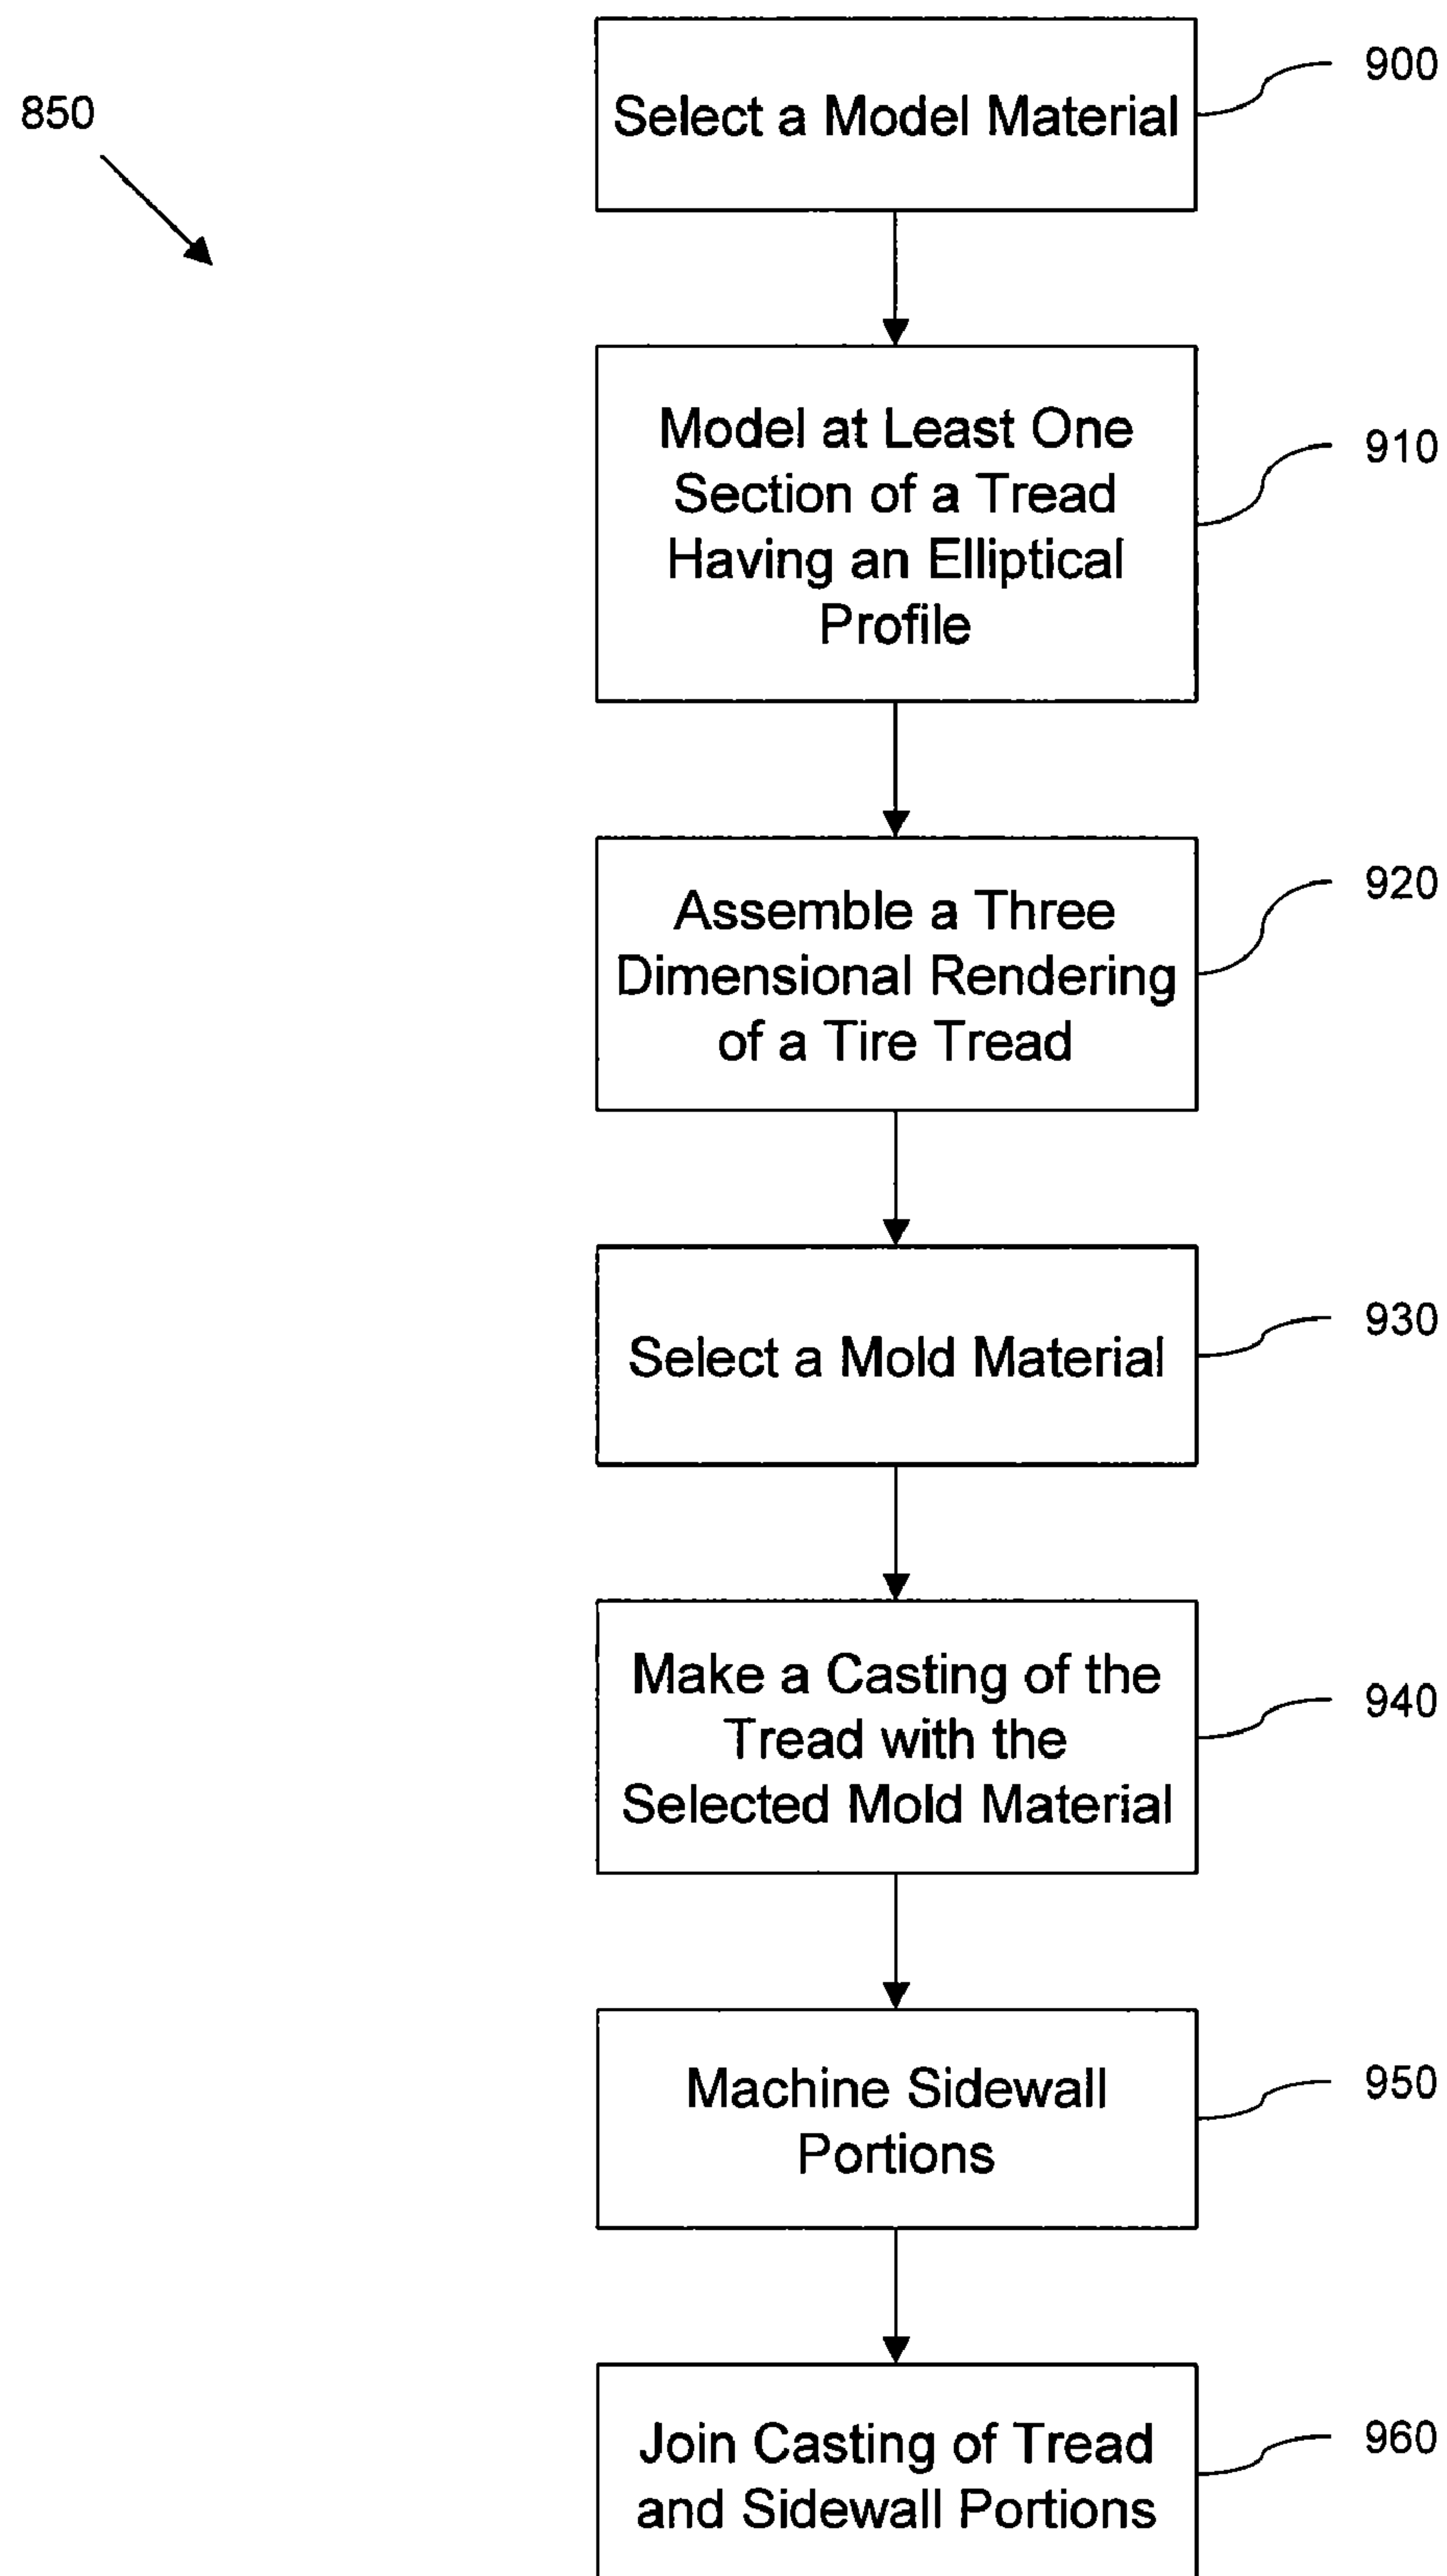 850
900
Select a Model Material
910
Model at Least One
Section of a Tread
Having an Elliptical
Profile
920
Assemble a Three
Dimensional Rendering
of a Tire Tread
930
Select a Mold Material
940
Make a Casting of the
Tread with the
Selected Mold Material
950
Machine Sidewall
Portions
960
Join Casting of Tread
and Sidewall Portions